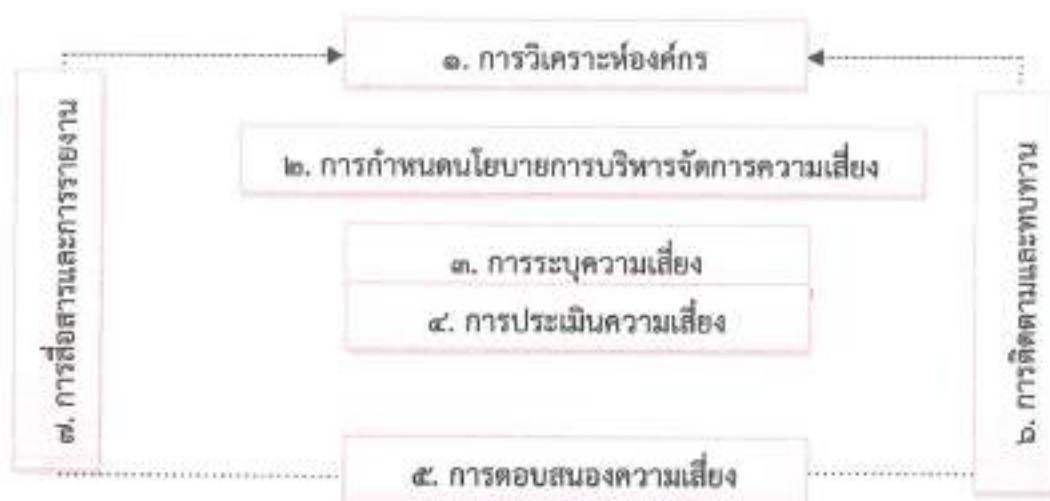 ๑. การวิเคราะห์องค์กร
๒. การกำหนดนโยบายการบริหารจัดการความเสี่ยง
๓. การระบุความเสี่ยง
๔. การประเมินความเสี่ยง
๕. การตอบสนองความเสี่ยง
๖. การติดตามและทบทวน
๗. การสื่อสารและการรายงาน